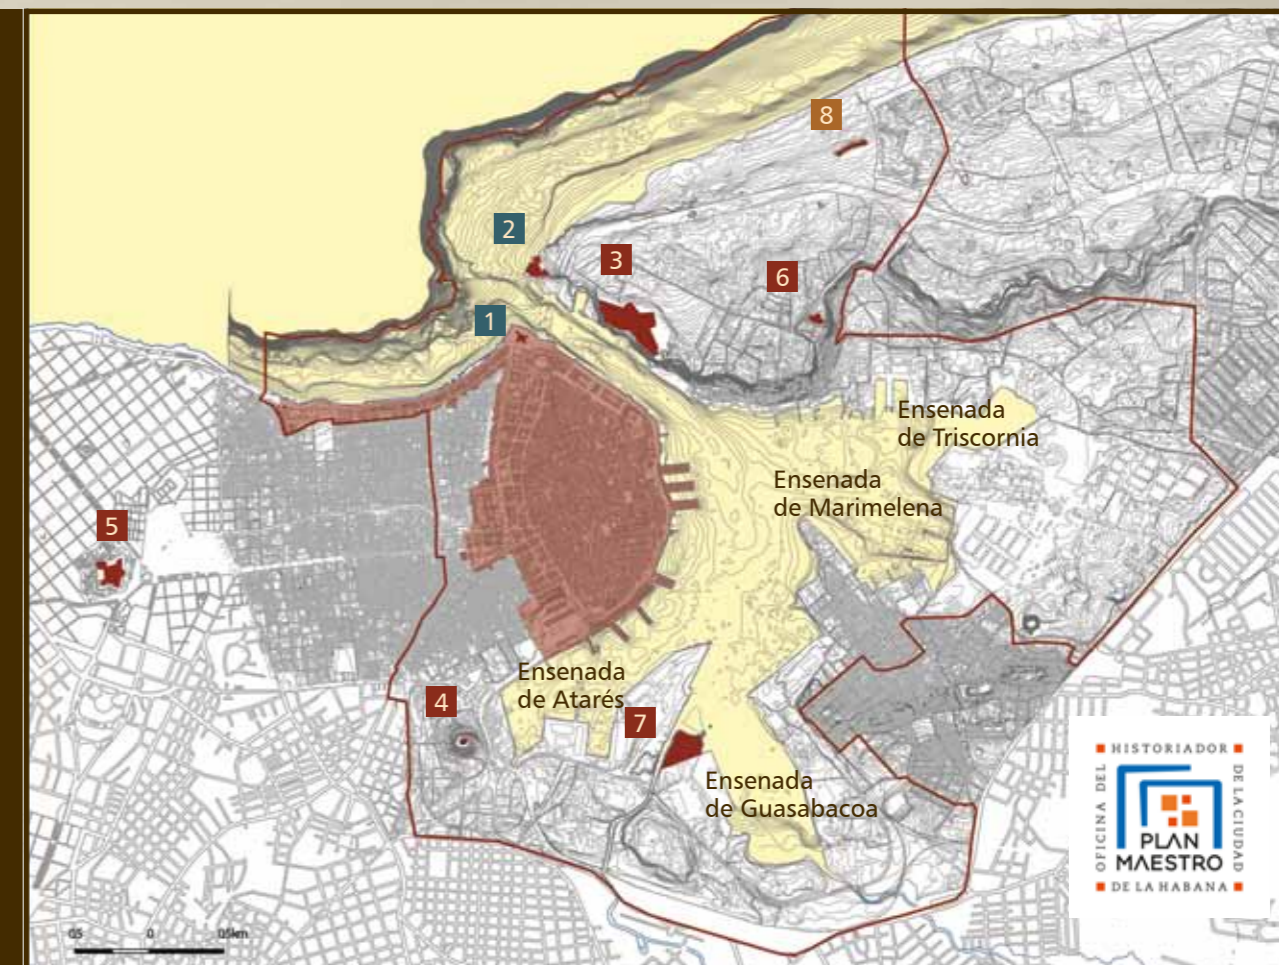 8
2
3
6
1
Ensenada
de Triscornia
Ensenada
de Marimelena
5
Ensenada
de Atarés
4
7
Ensenada
de Guasabacoa
HISTORIADOR
OFICINA DEL
DE LA CIUDAD
PLAN
MAESTRO
DE LA HABANA
0